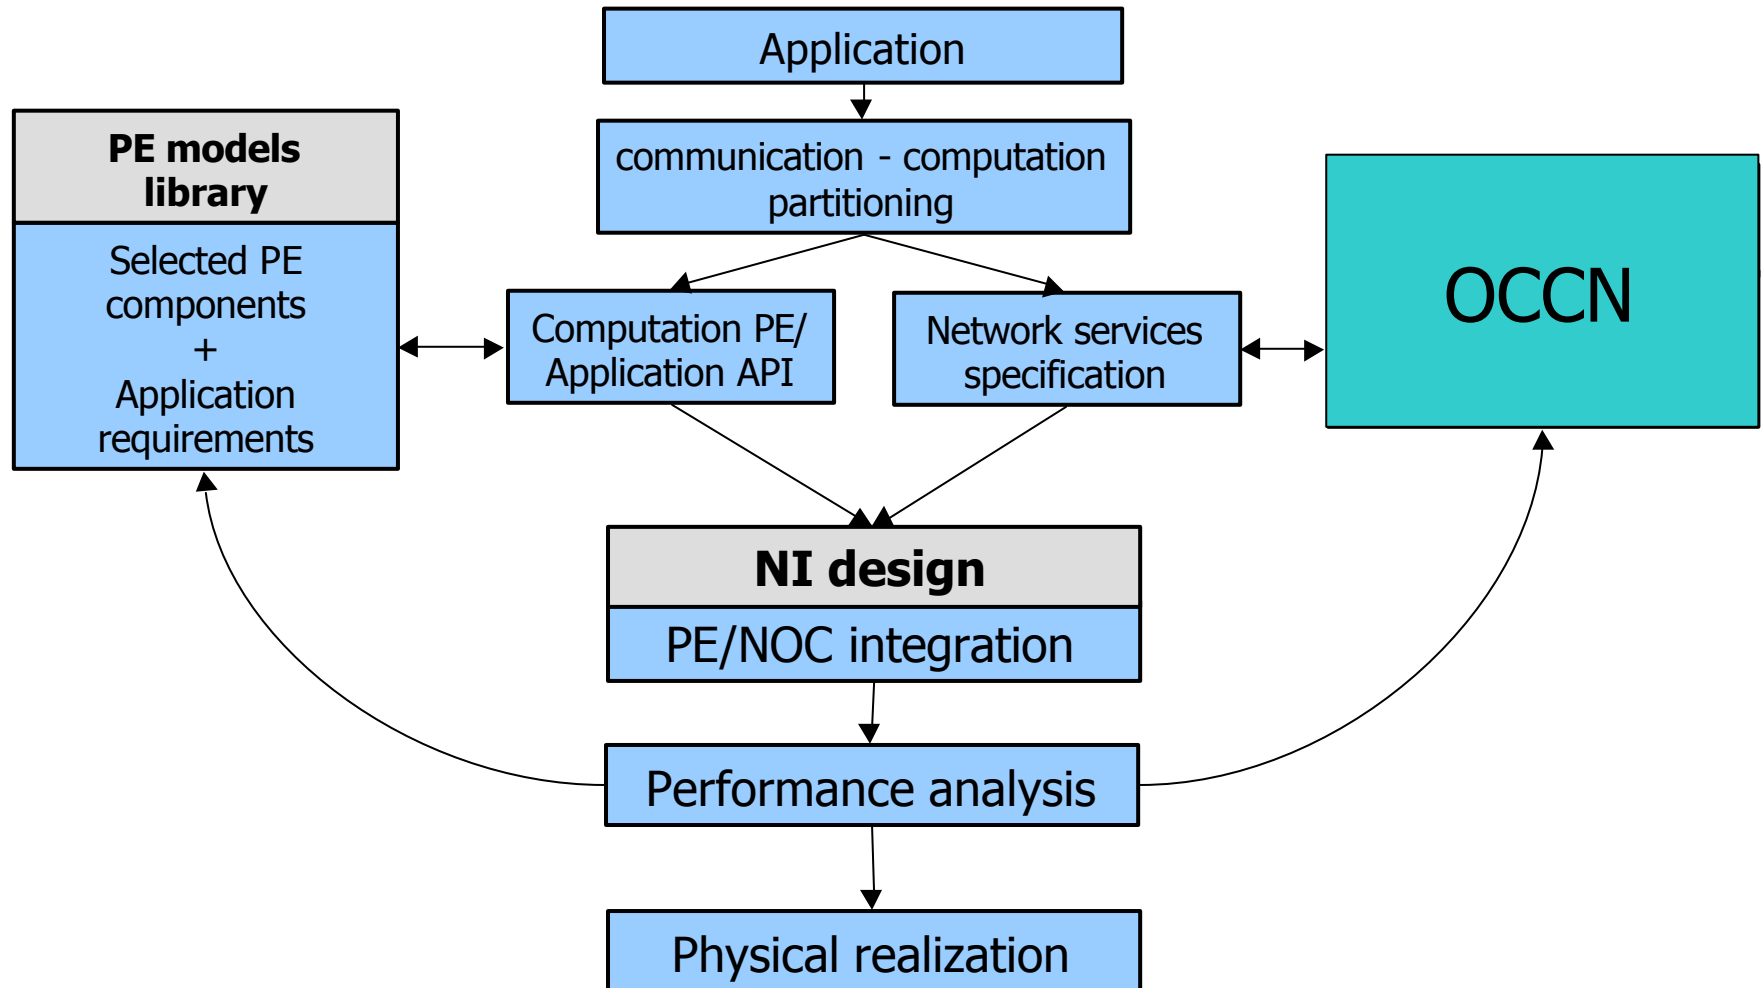 Application
communication - computation
partitioning
PE models
library
Selected PE
components
+
Application
requirements
Computation PE/
Application API
Network services
specification
OCCN
NI design
PE/NOC integration
Performance analysis
Physical realization